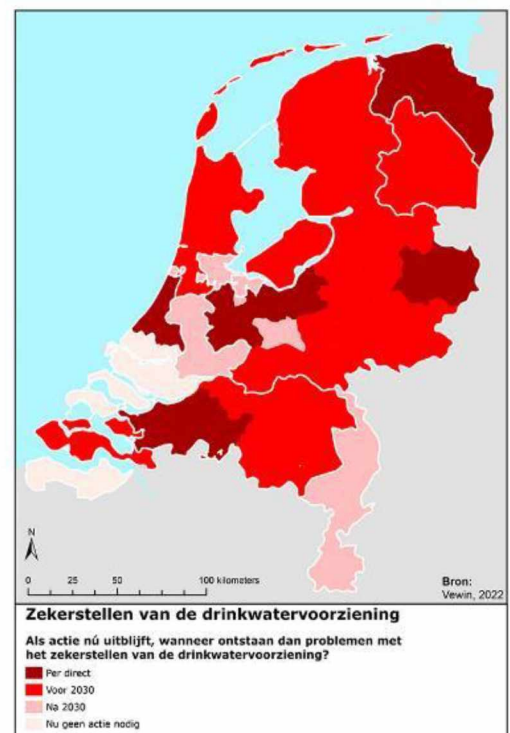 N
0 25 50 100 kilometers
Bron:
Vewin, 2022
Zekerstellen van de drinkwatervoorziening
Als actie nú uitblijft, wanneer ontstaan dan problemen met
het zekerstellen van de drinkwatervoorziening?
Per direct
Voor 2030
Na 2030
Nu geen actie nodig